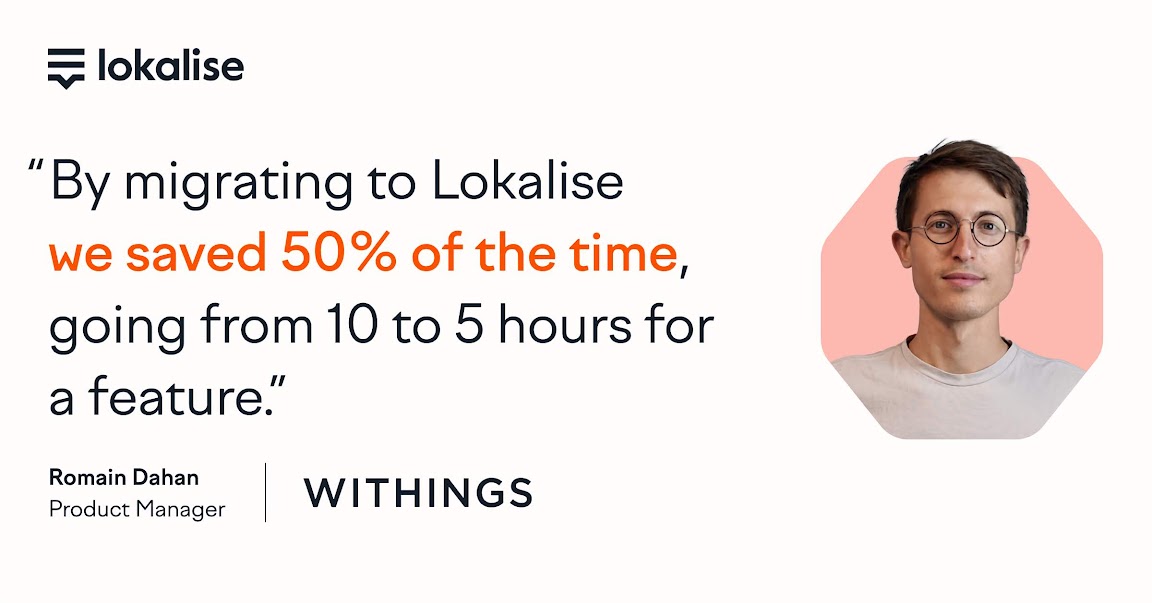 lokalise
“By migrating to Lokalise
we saved 50% of the time,
going from 10 to 5 hours for
a feature.”
Romain Dahan
Product Manager
WITHINGS